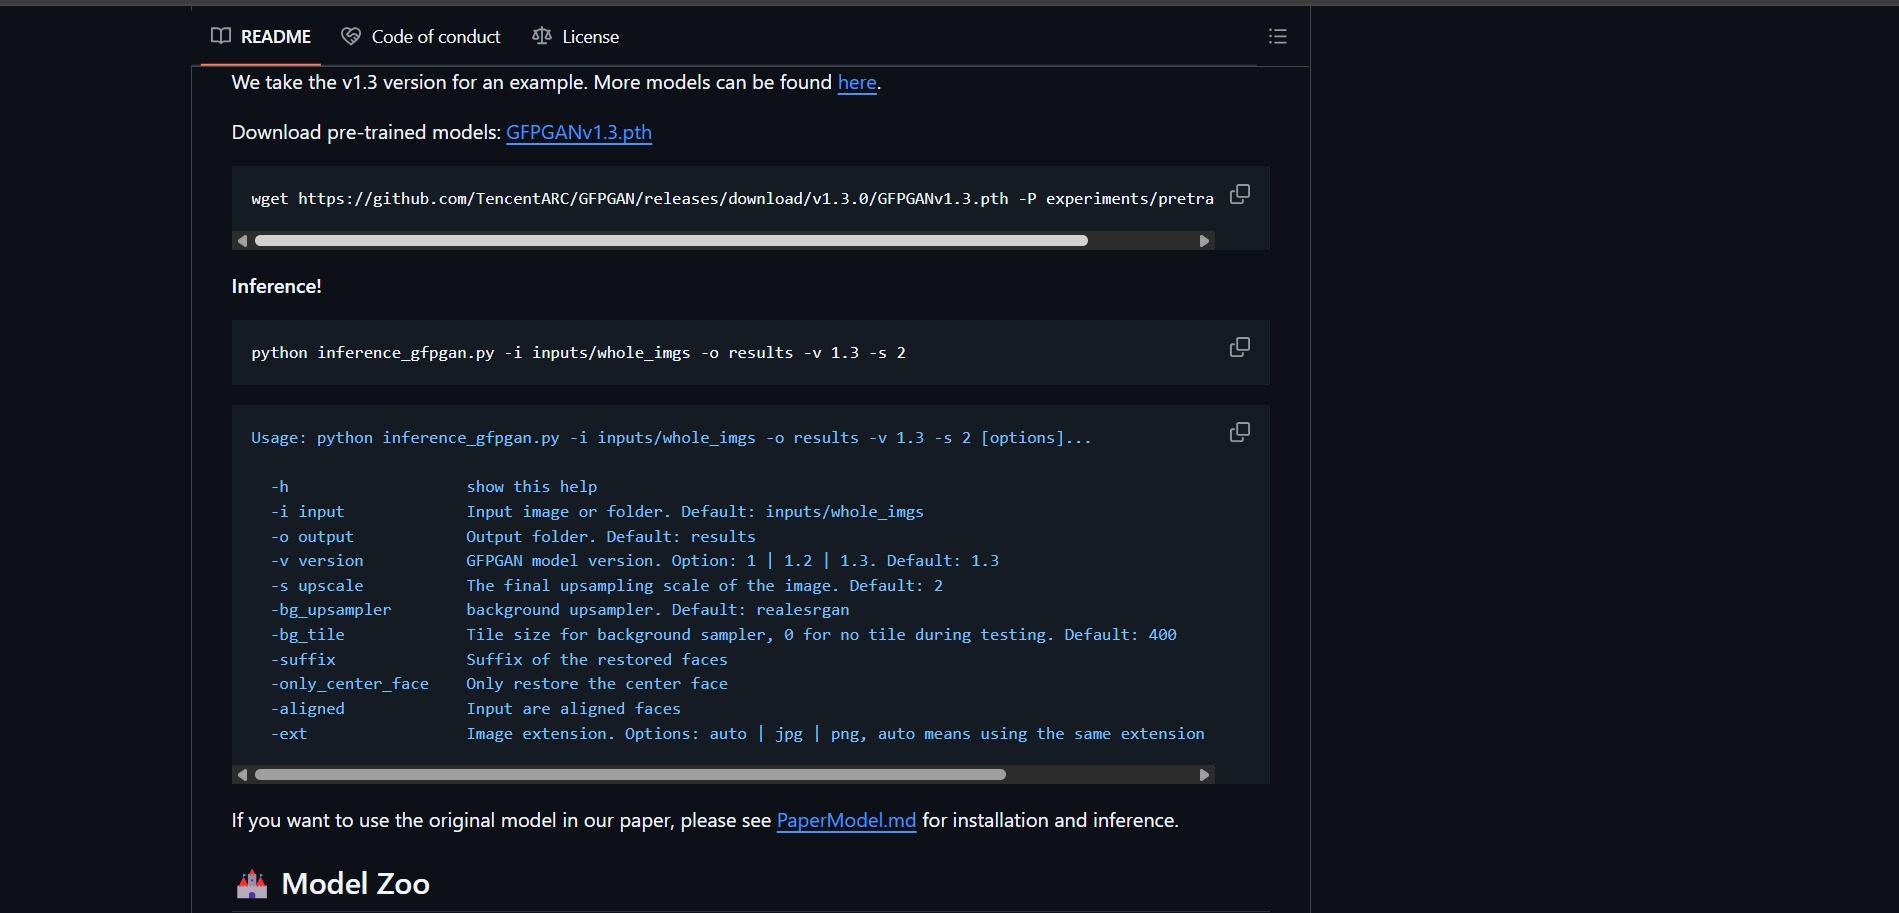 README Code of conduct License
We take the v1.3 version for an example. More models can be found here.
Download pre-trained models: GFPGANv1.3.pth
wget https://github.com/TencentARC/GFPGAN/releases/download/v1.3.0/GFPGANv1.3.pth -P experiments/pretra
Inference!
python inference_gfpgan.py -i inputs/whole_imgs -o results -v 1.3 -s 2
Usage: python inference_gfpgan.py -i inputs/whole_imgs -o results -v 1.3 -s 2 [options]...
-h show this help
-i input Input image or folder. Default: inputs/whole_imgs
-o output Output folder. Default: results
-v version GFPGAN model version. Option: 1 | 1.2 | 1.3. Default: 1.3
-s upscale The final upsampling scale of the image. Default: 2
-bg_upsampler background upsampler. Default: realesrgan
-bg_tile Tile size for background sampler, 0 for no tile during testing. Default: 400
-suffix Suffix of the restored faces
-only_center_face Only restore the center face
-aligned Input are aligned faces
-ext Image extension. Options: auto | jpg | png, auto means using the same extension
If you want to use the original model in our paper, please see PaperModel.md for installation and inference.
Model Zoo